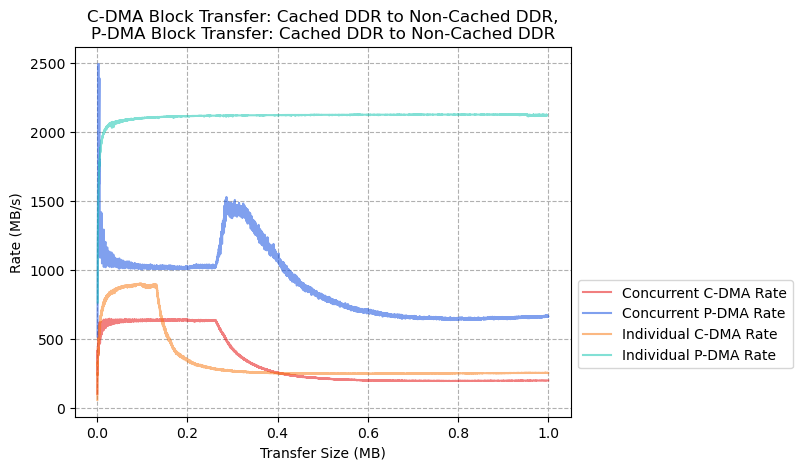 C-DMA Block Transfer: Cached DDR to Non-Cached DDR,
P-DMA Block Transfer: Cached DDR to Non-Cached DDR
2500
2000
1500
1000
500
0
Rate (MB/s)
0.0 0.2 0.4 0.6 0.8 1.0
Transfer Size (MB)
Concurrent C-DMA Rate
Concurrent P-DMA Rate
Individual C-DMA Rate
Individual P-DMA Rate